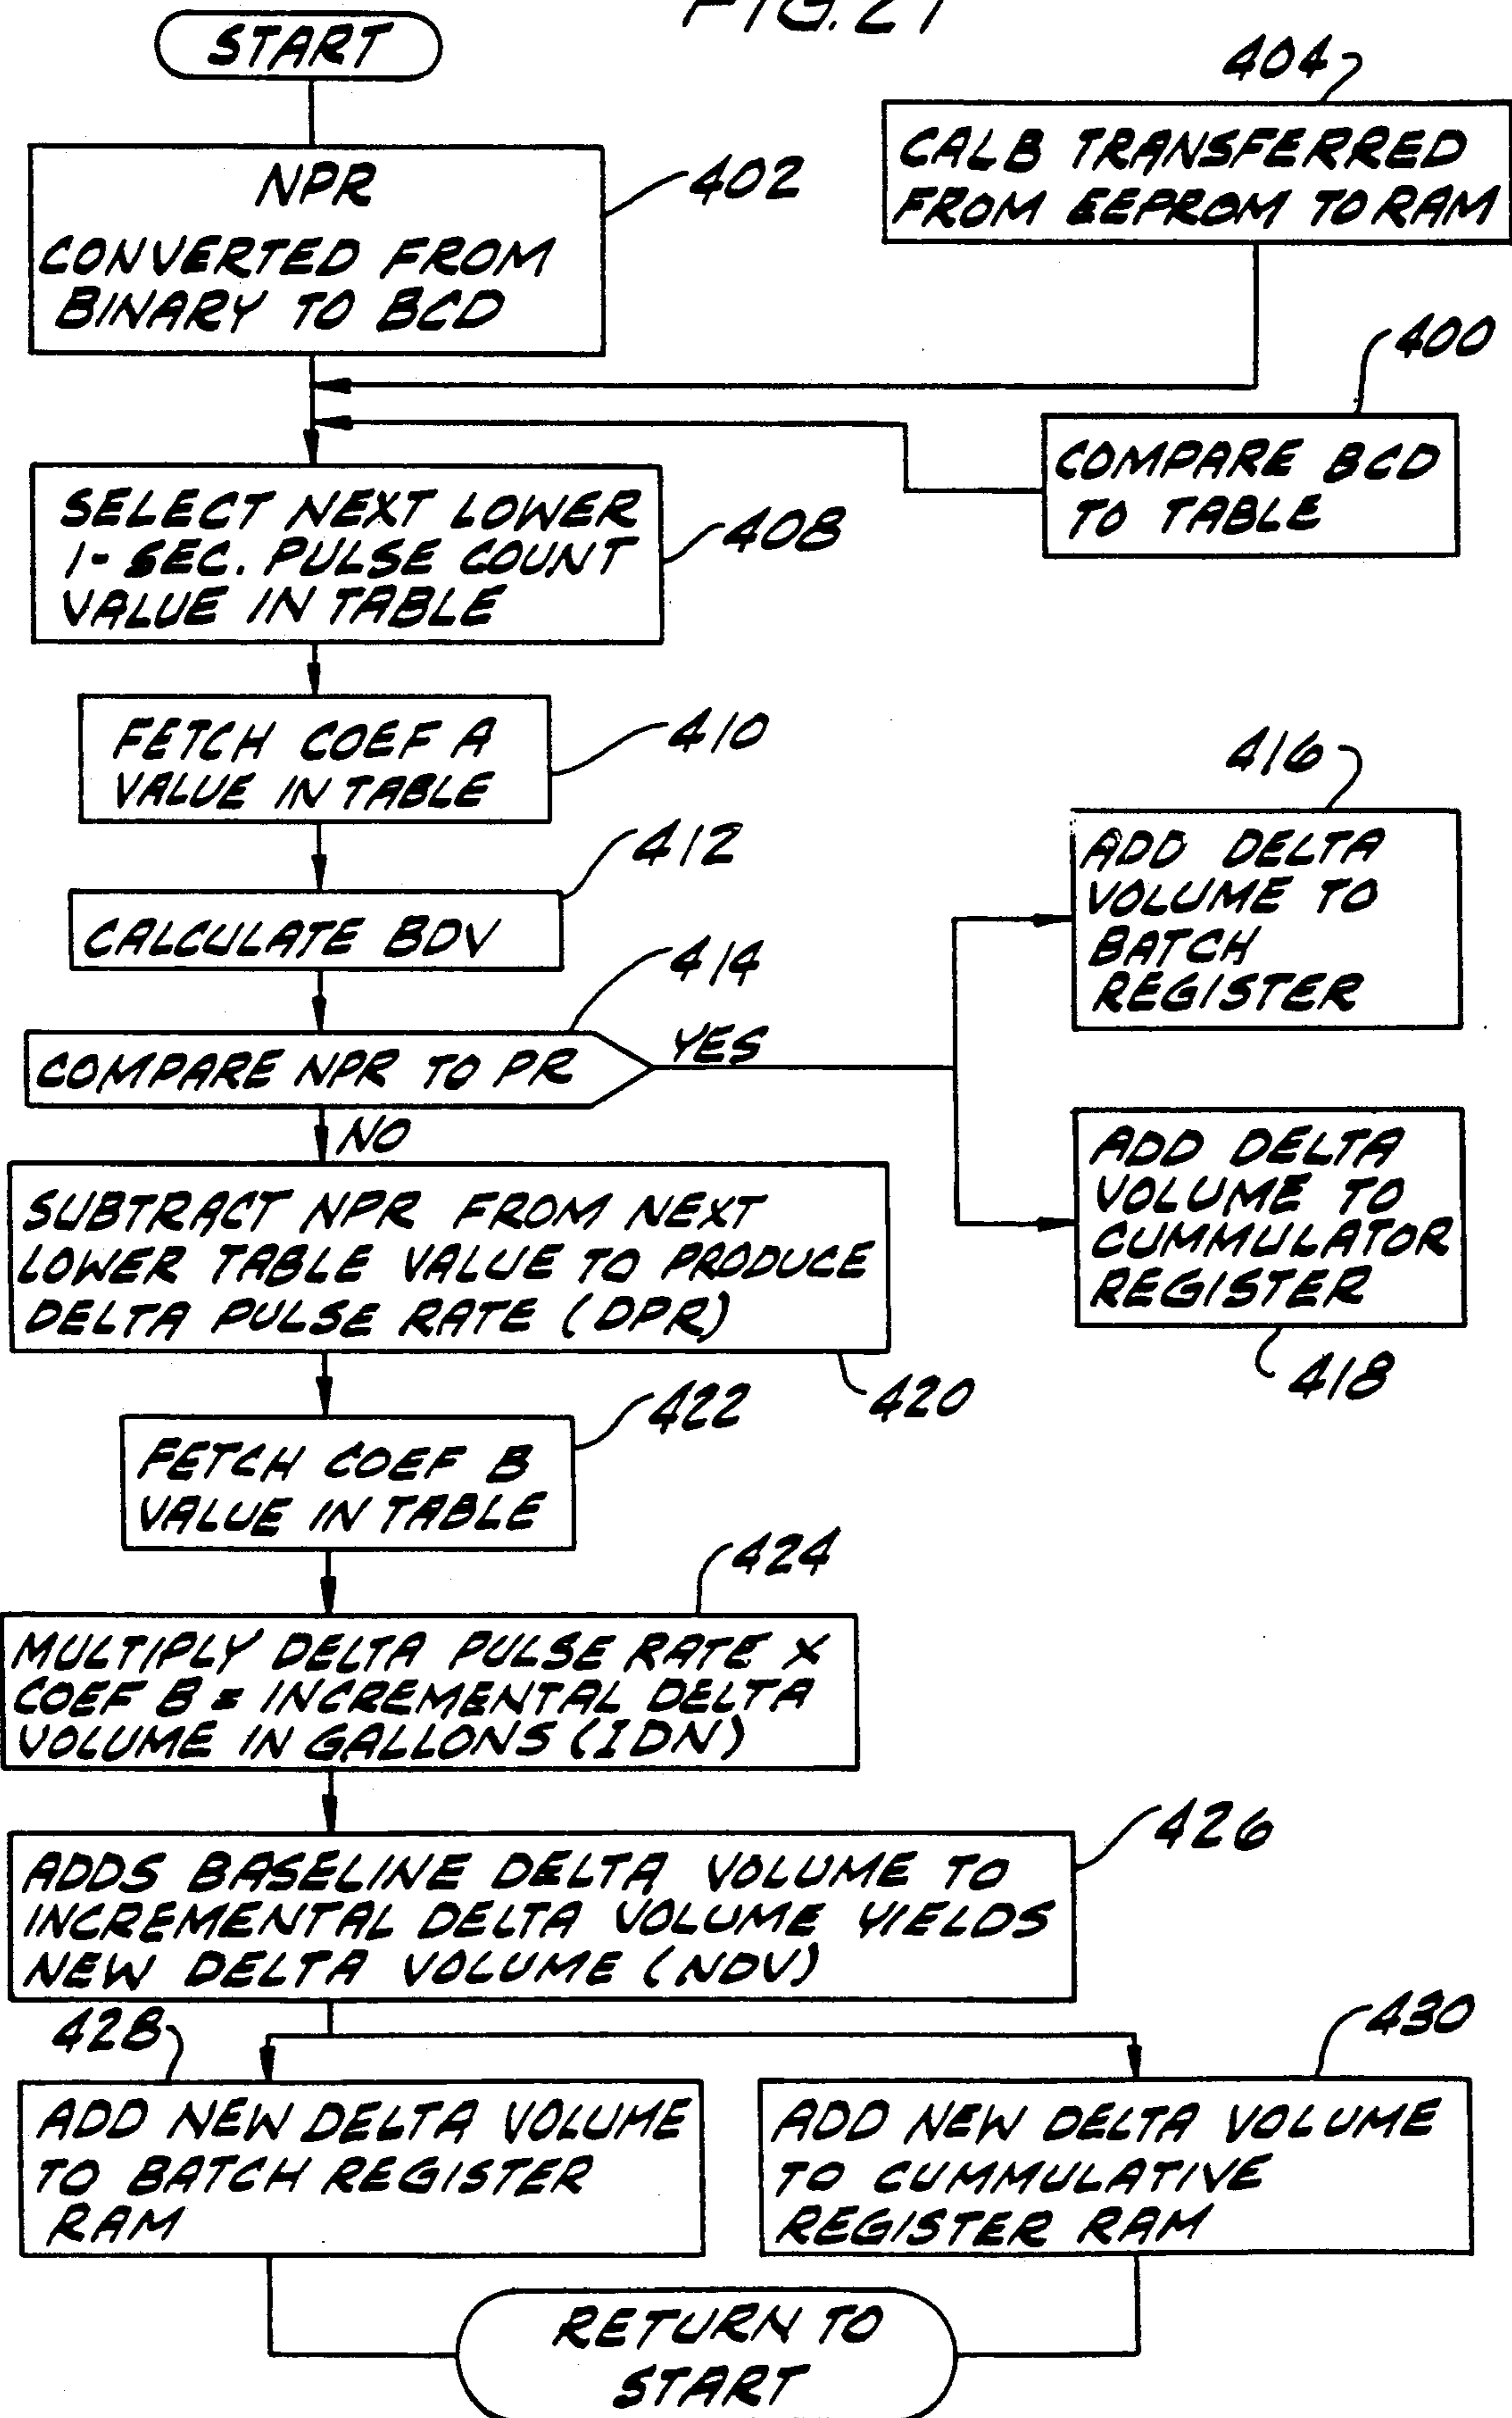 FIG. 21
START
404
CALB TRANSFERRED
FROM EEPROM TO RAM
NPR
CONVERTED FROM
BINARY TO BCD
402
400
COMPARE BCD
TO TABLE
SELECT NEXT LOWER
1-SEC. PULSE COUNT
VALUE IN TABLE
408
FETCH COEF A
VALUE IN TABLE
410
412
CALCULATE BDV
414
COMPARE NPR TO PR
YES
416
ADD DELTA
VOLUME TO
BATCH
REGISTER
ADD DELTA
VOLUME TO
CUMMULATOR
REGISTER
418
NO
SUBTRACT NPR FROM NEXT
LOWER TABLE VALUE TO PRODUCE
DELTA PULSE RATE (DPR)
420
422
FETCH COEF B
VALUE IN TABLE
424
MULTIPLY DELTA PULSE RATE X
COEF B = INCREMENTAL DELTA
VOLUME IN GALLONS (IDN)
426
ADDS BASELINE DELTA VOLUME TO
INCREMENTAL DELTA VOLUME YIELDS
NEW DELTA VOLUME (NDV)
428
ADD NEW DELTA VOLUME
TO BATCH REGISTER
RAM
430
ADD NEW DELTA VOLUME
TO CUMMULATIVE
REGISTER RAM
RETURN TO
START